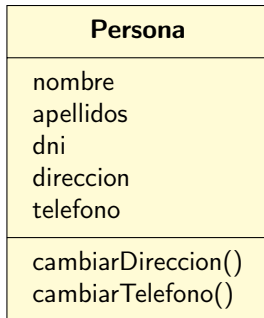 Persona
nombre
apellidos
dni
direccion
telefono
cambiarDireccion()
cambiarTelefono()